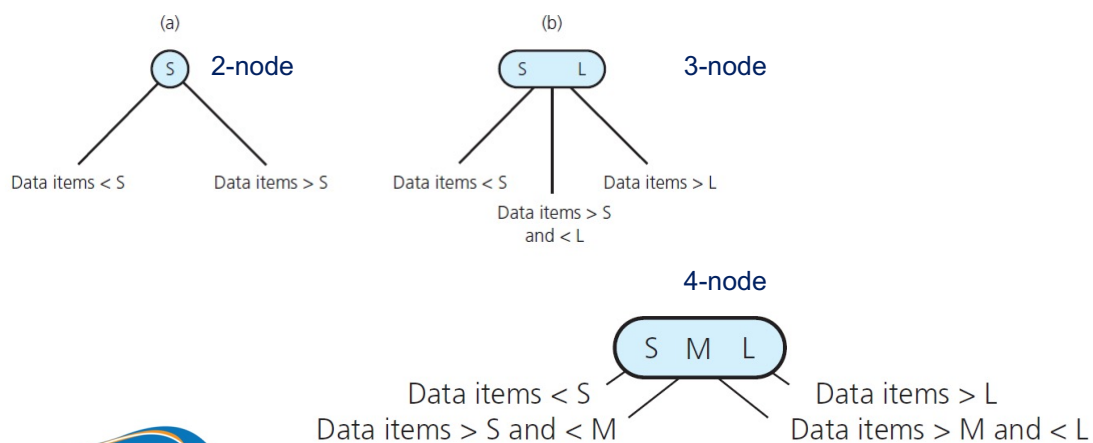 (a)
S
2-node
Data items < S
Data items > S
(b)
S L
3-node
Data items < S
Data items > S
and < L
Data items > L
4-node
S M L
Data items < S
Data items > S and < M
Data items > L
Data items > M and < L